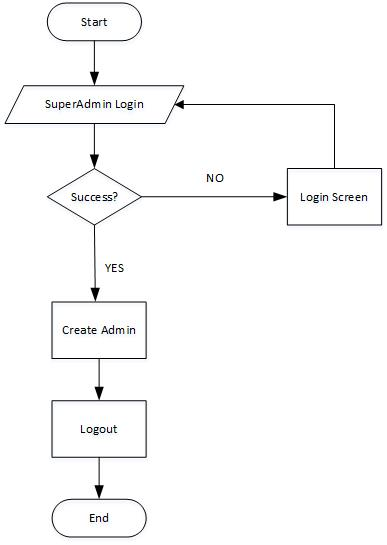 Start
SuperAdmin Login
NO
Success?
Login Screen
YES
Create Admin
Logout
End